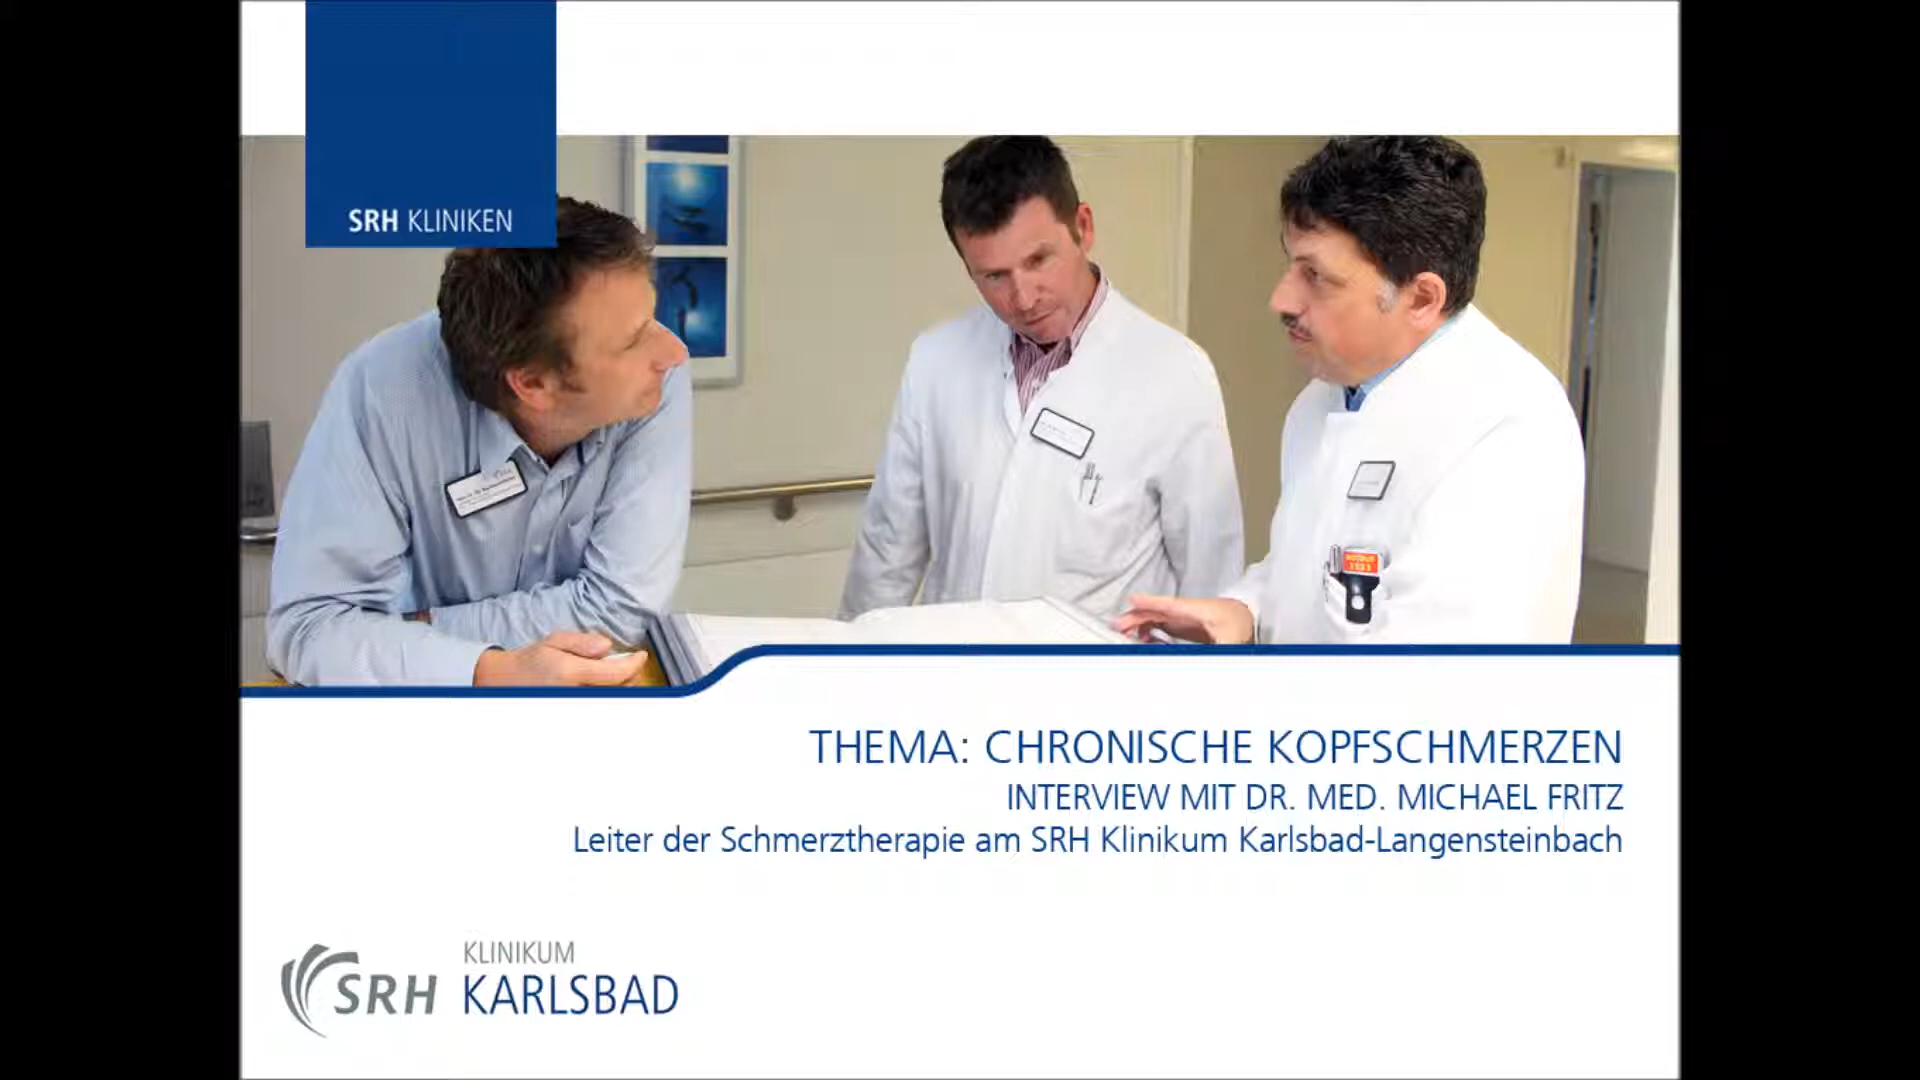 SRH KLINIKEN
THEMA: CHRONISCHE KOPFSCHMERZEN
INTERVIEW MIT DR. MED. MICHAEL FRITZ
Leiter der Schmerztherapie am SRH Klinikum Karlsbad-Langensteinbach
SRH
KLINIKUM
KARLSBAD